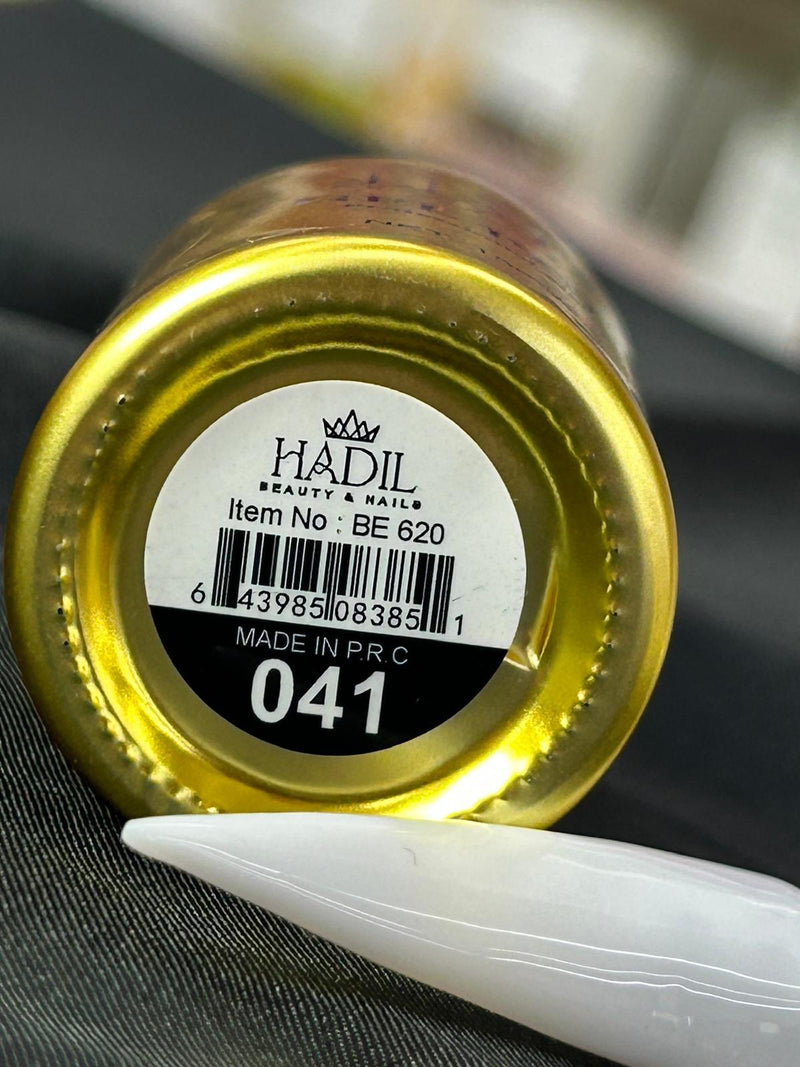 HADIL
BEAUTY & NAILS
Item No : BE 620
6 43985 08385 1
MADE IN P.R.C
041